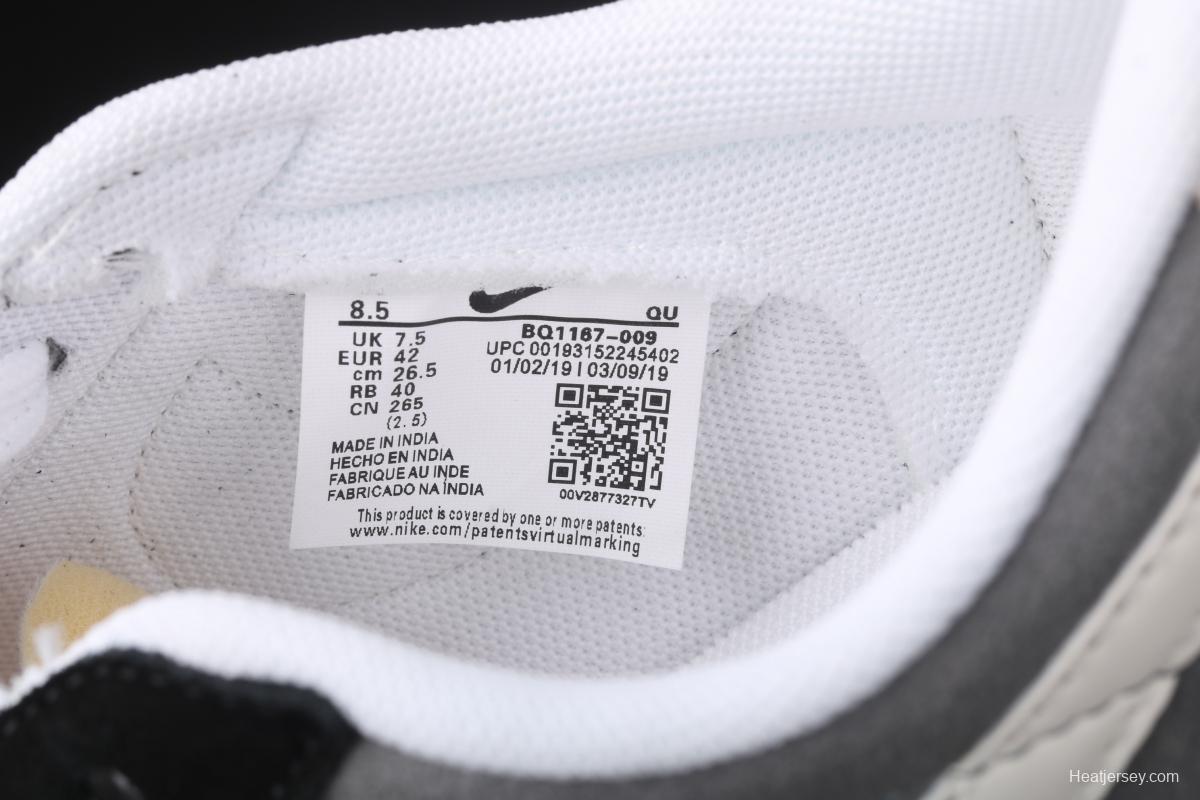 8.5 QU
UK 7.5
EUR 42
cm 26.5
RB 40
CN 265
(2.5)
BQ1167-009
UPC 00193152245402
01/02/19 | 03/09/19
00V2877327TV
MADE IN INDIA
HECHO EN INDIA
FABRIQUE AU INDE
FABRICADO NA ÍNDIA
This product is covered by one or more patents:
www.nike.com/patentsvirtualmarking
Heatjersey.com